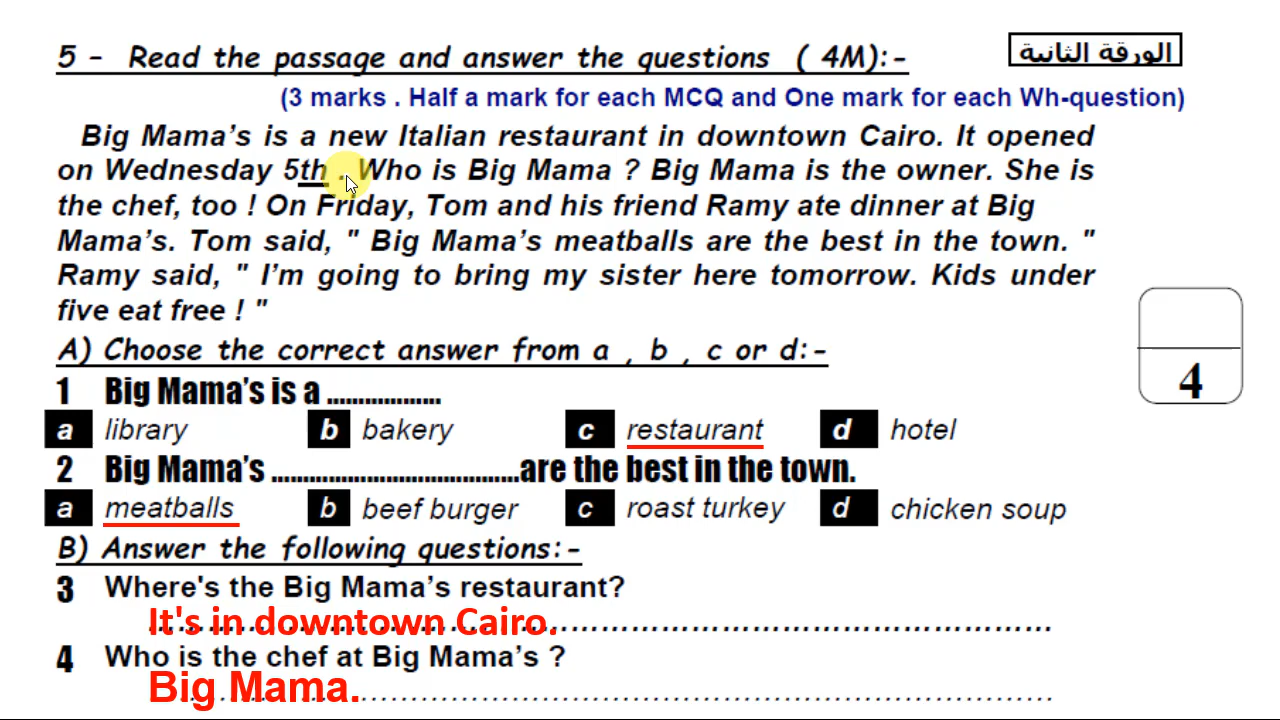 5 - Read the passage and answer the questions ( 4M):-
الورقة الثانية
(3 marks . Half a mark for each MCQ and One mark for each Wh-question)
Big Mama's is a new Italian restaurant in downtown Cairo. It opened
on Wednesday 5th . Who is Big Mama ? Big Mama is the owner. She is
the chef, too ! On Friday, Tom and his friend Ramy ate dinner at Big
Mama's. Tom said, " Big Mama's meatballs are the best in the town. "
Ramy said, " I'm going to bring my sister here tomorrow. Kids under
five eat free ! "
4
A) Choose the correct answer from a , b , c or d:-
1 Big Mama's is a ..................
a library b bakery c restaurant d hotel
2 Big Mama's .......................................are the best in the town.
a meatballs b beef burger c roast turkey d chicken soup
B) Answer the following questions:-
3 Where's the Big Mama's restaurant?
It's in downtown Cairo.
4 Who is the chef at Big Mama's ?
Big Mama.